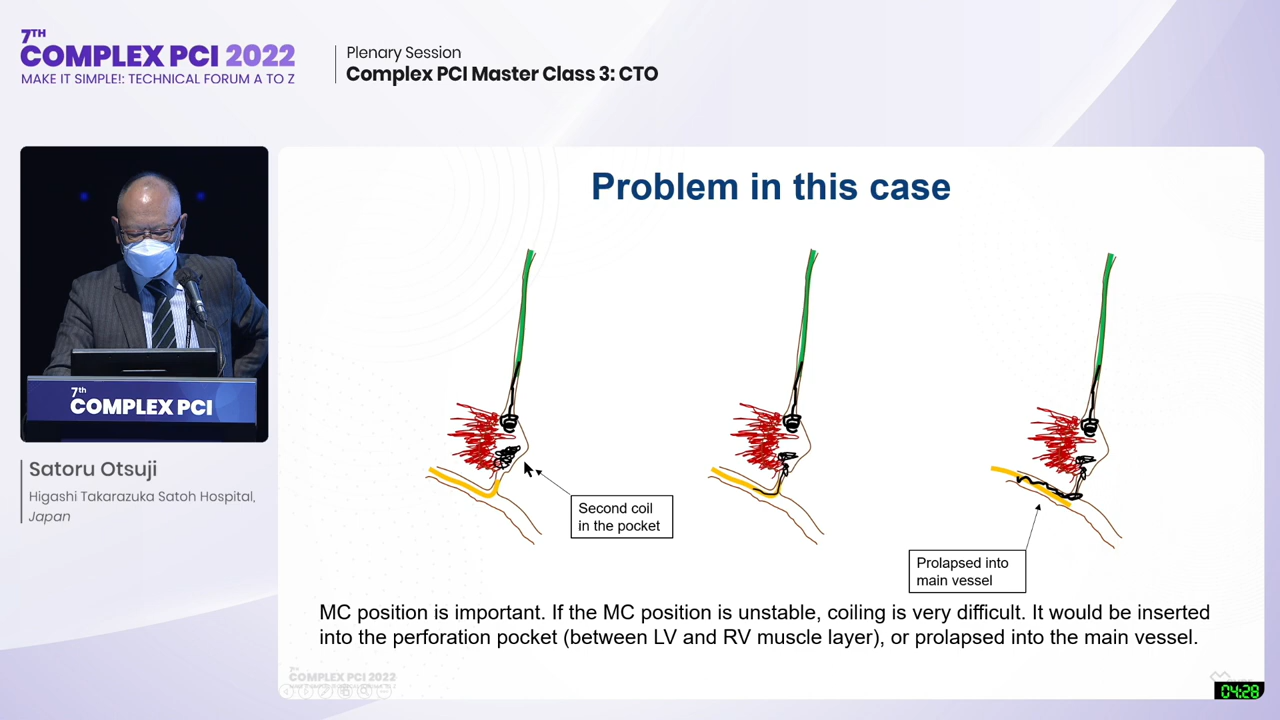 7TH
COMPLEX PCI 2022
MAKE IT SIMPLE!: TECHNICAL FORUM A TO Z
Plenary Session
Complex PCI Master Class 3: CTO
7th
COMPLEX PCI
Satoru Otsuji
Higashi Takarazuka Satoh Hospital,
Japan
Problem in this case
Second coil
in the pocket
Prolapsed into
main vessel
MC position is important. If the MC position is unstable, coiling is very difficult. It would be inserted
into the perforation pocket (between LV and RV muscle layer), or prolapsed into the main vessel.
7TH
COMPLEX PCI 2022
04:28